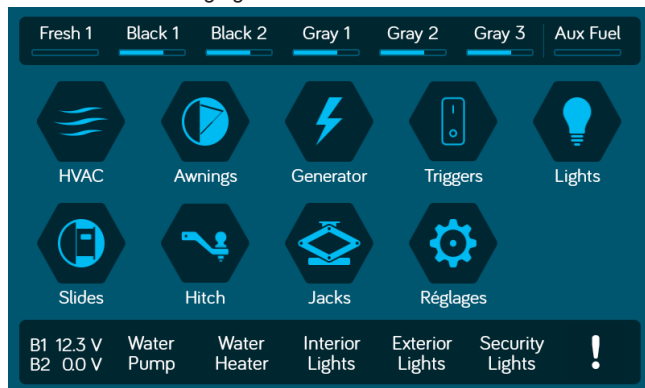 Fresh 1 Black 1 Black 2 Gray 1 Gray 2 Gray 3 Aux Fuel
HVAC Awnings Generator Triggers Lights
Slides Hitch Jacks Réglages
B1 12.3 V Water Water Interior Exterior Security !
B2 0.0 V Pump Heater Lights Lights Lights